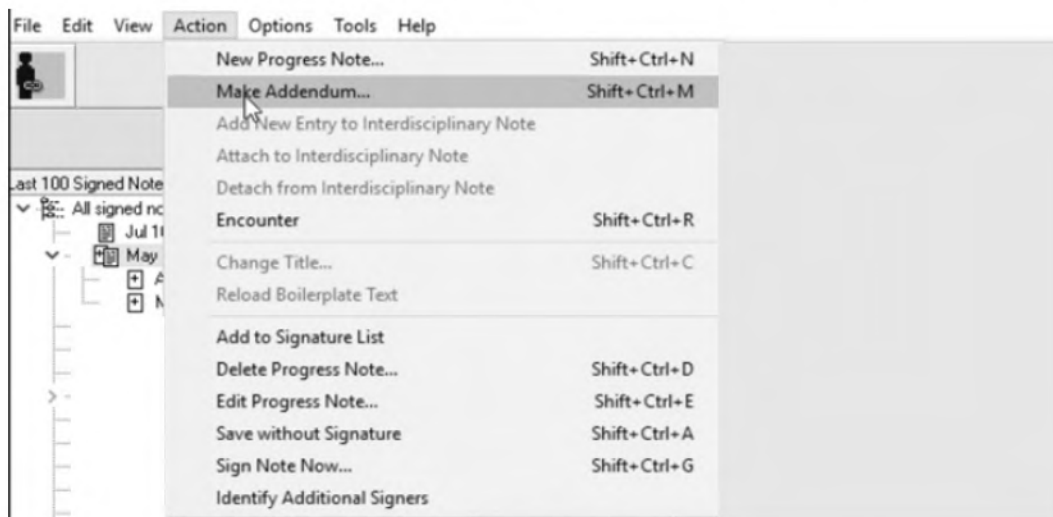 File Edit View Action Options Tools Help
New Progress Note... Shift+Ctrl+N
Make Addendum... Shift+Ctrl+M
Add New Entry to Interdisciplinary Note
Attach to Interdisciplinary Note
Last 100 Signed Note
Detach from Interdisciplinary Note
All signed no
Encounter Shift+Ctrl+R
Jul 1
May
Change Title... Shift+Ctrl+C
A
Reload Boilerplate Text
Add to Signature List
Delete Progress Note... Shift+Ctrl+D
Edit Progress Note... Shift+Ctrl+E
Save without Signature Shift+Ctrl+A
Sign Note Now... Shift+Ctrl+G
Identify Additional Signers